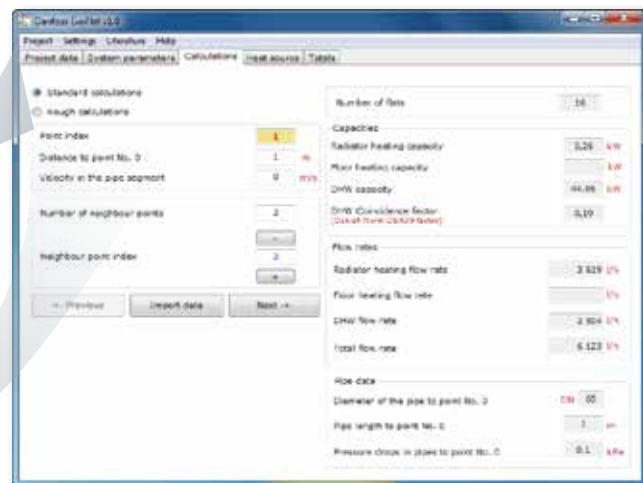 Danfoss EvoFlat v1.0
Project Settings Literature Help
Project data System parameters Calculations Heat source Totals
Standard calculations
Rough calculations
Point index 1
Distance to point No. 0 1 m
Velocity in the pipe segment 0 m/s
Number of neighbour points 2
-
Neighbour point index 2
+
<- Previous Import data Next ->
Number of flats 16
Capacities
Radiator heating capacity 3,26 kW
Floor heating capacity kW
DHW capacity kW
DHW Coincidence factor 0,19
Flow rates
Radiator heating flow rate l/h
Floor heating flow rate l/h
DHW flow rate l/h
Total flow rate 6 123 l/h
Pipe data
Diameter of the pipe to point No. 0 DN
Pipe length to point No. 0 1 m
Pressure drops in pipes to point No. 0 0.1 kPa